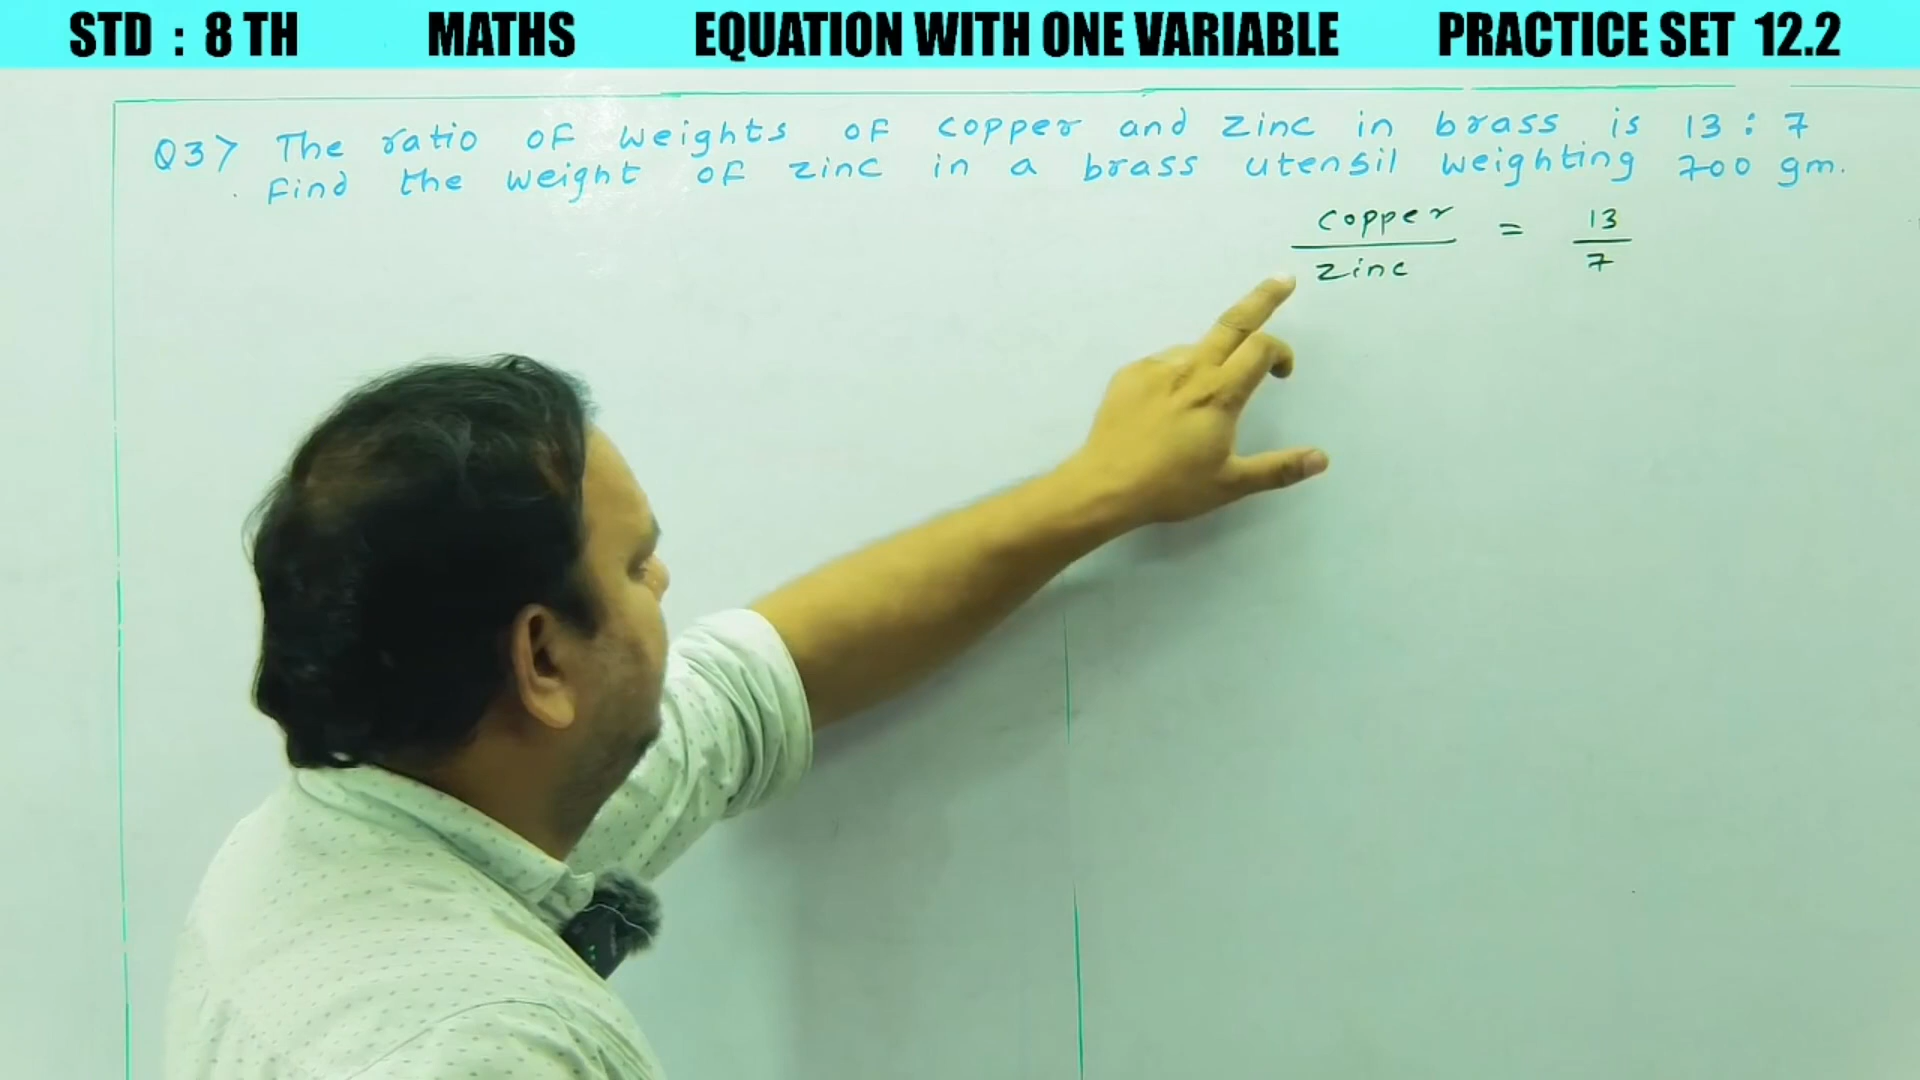 STD : 8 TH MATHS EQUATION WITH ONE VARIABLE PRACTICE SET 12.2
Q3> The ratio of weights of copper and zinc in brass is 13 : 7
Find the weight of zinc in a brass utensil weighting 700 gm.
copper = 13
zinc 7